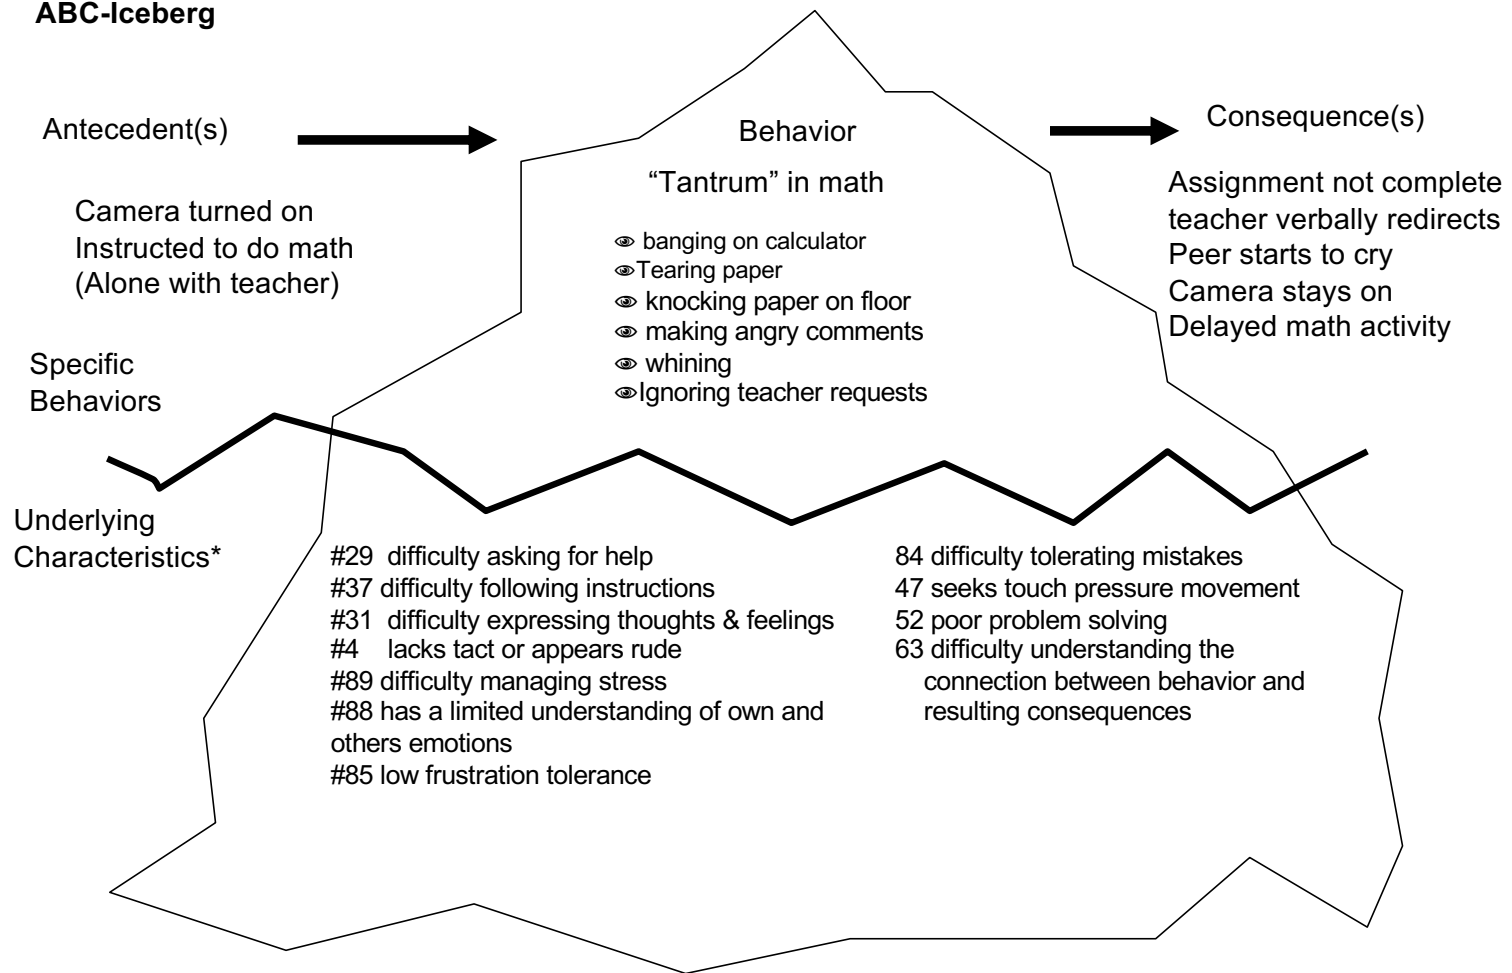 ABC-Iceberg
Antecedent(s)
Camera turned on
Instructed to do math
(Alone with teacher)
Behavior
“Tantrum” in math
banging on calculator
Tearing paper
knocking paper on floor
making angry comments
whining
Ignoring teacher requests
Consequence(s)
Assignment not complete
teacher verbally redirects
Peer starts to cry
Camera stays on
Delayed math activity
Specific
Behaviors
Underlying
Characteristics*
#29 difficulty asking for help
#37 difficulty following instructions
#31 difficulty expressing thoughts & feelings
#4 lacks tact or appears rude
#89 difficulty managing stress
#88 has a limited understanding of own and
others emotions
#85 low frustration tolerance
84 difficulty tolerating mistakes
47 seeks touch pressure movement
52 poor problem solving
63 difficulty understanding the
connection between behavior and
resulting consequences